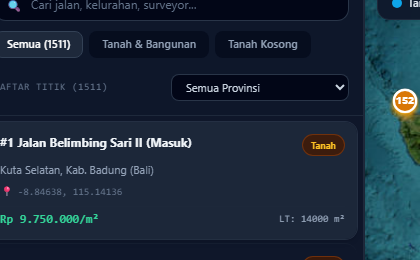 Cari jalan, kelurahan, surveyor...
Semua (1511)
Tanah & Bangunan
Tanah Kosong
AFTAR TITIK (1511)
Semua Provinsi
152
#1 Jalan Belimbing Sari II (Masuk)
Tanah
Kuta Selatan, Kab. Badung (Bali)
-8.84638, 115.14136
Rp 9.750.000/m²
LT: 14000 m²